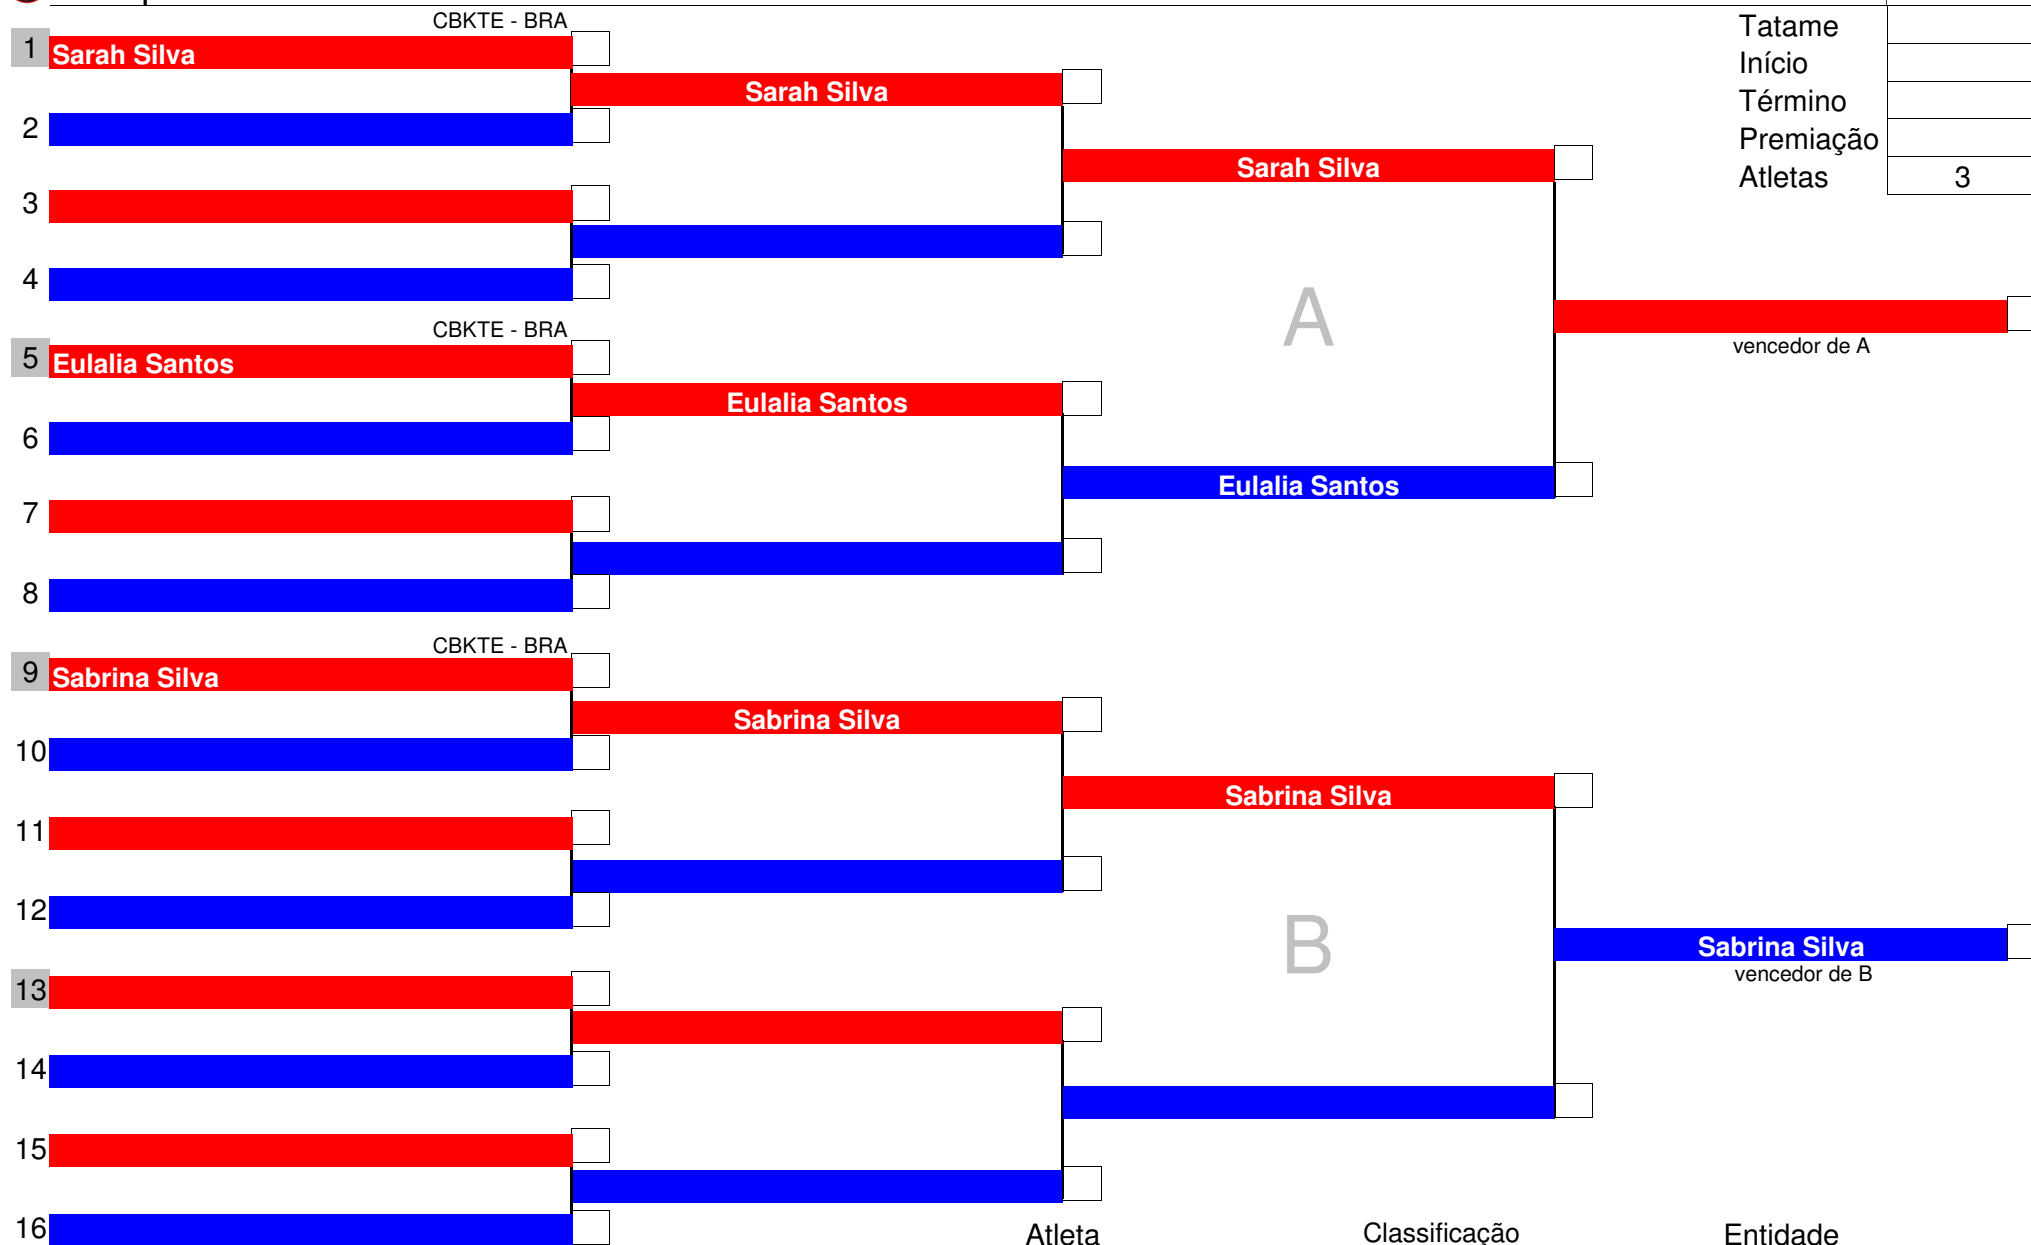 CBKTE - BRA
Tatame
1 Sarah Silva
Início
Sarah Silva
Término
2
Premiação
Sarah Silva
Atletas 3
3
4
A
CBKTE - BRA
vencedor de A
5 Eulalia Santos
Eulalia Santos
6
Eulalia Santos
7
8
CBKTE - BRA
9 Sabrina Silva
Sabrina Silva
10
Sabrina Silva
11
12
B
Sabrina Silva
vencedor de B
13
14
15
16
Atleta Classificação Entidade